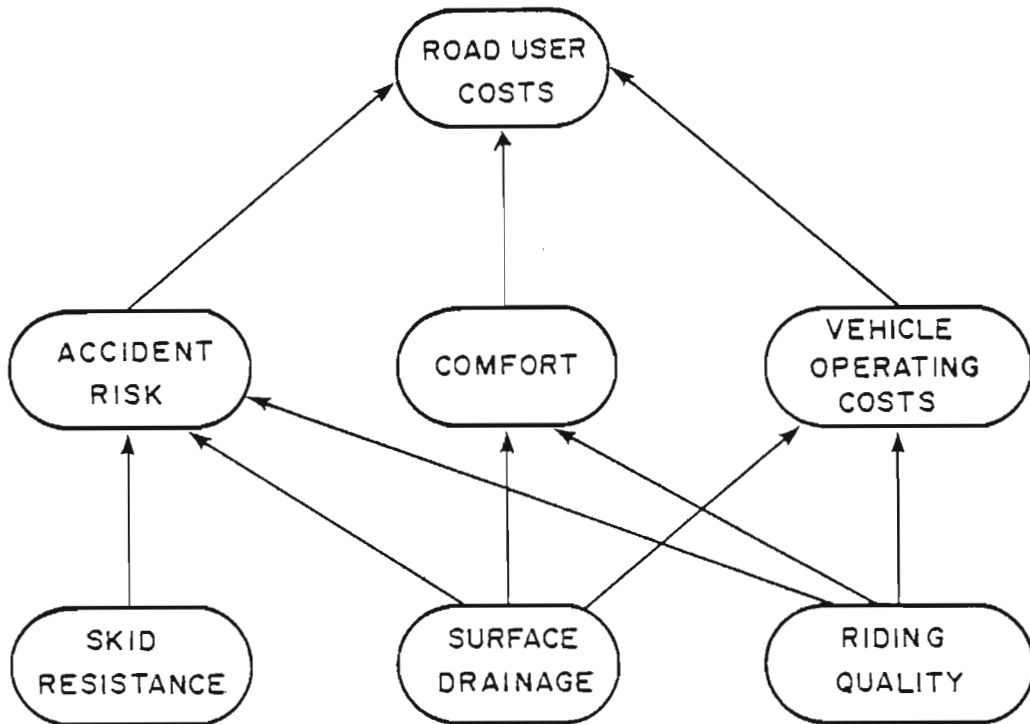 ROAD USER
COSTS
ACCIDENT
RISK
COMFORT
VEHICLE
OPERATING
COSTS
SKID
RESISTANCE
SURFACE
DRAINAGE
RIDING
QUALITY